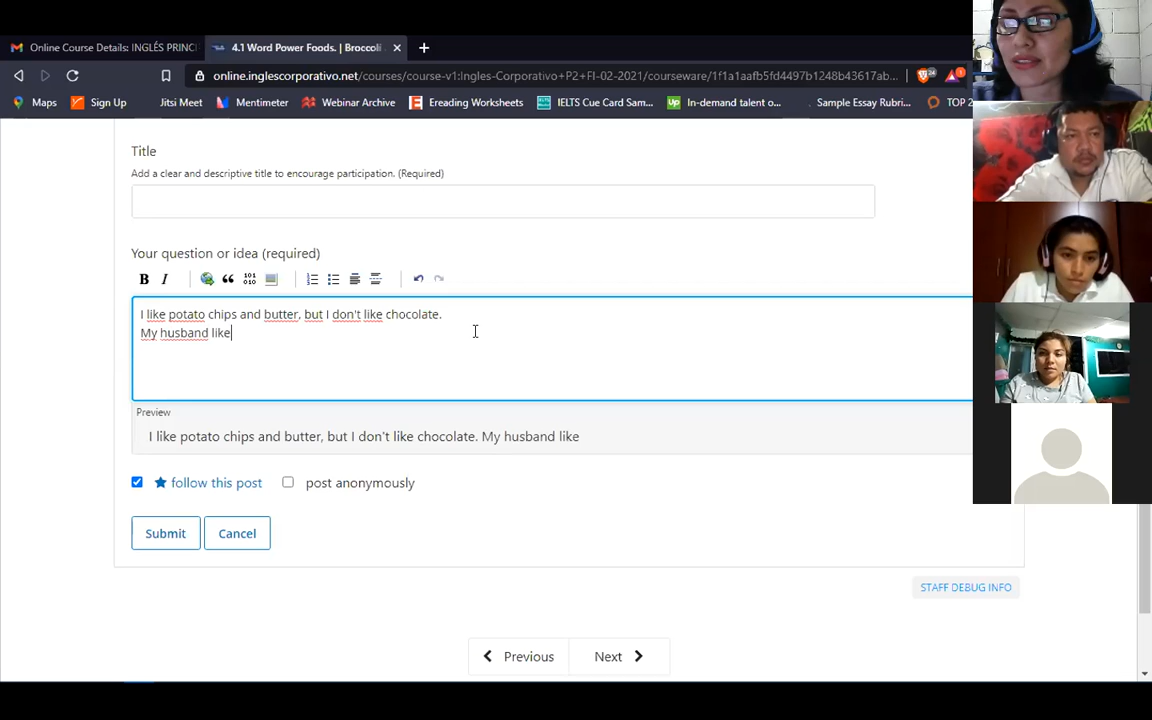 Online Course Details: INGLÉS PRINC
4.1 Word Power Foods. | Broccoli
online.inglescorporativo.net/courses/course-v1:Ingles-Corporativo+P2+FI-02-2021/courseware/1f1a1aafb5fd4497b1248b43617ab...
Maps Sign Up Jitsi Meet Mentimeter Webinar Archive Ereading Worksheets IELTS Cue Card Sam... In-demand talent o... Sample Essay Rubri... TOP 2
Title
Add a clear and descriptive title to encourage participation. (Required)
Your question or idea (required)
B I
I like potato chips and butter, but I don't like chocolate.
My husband like
Preview
I like potato chips and butter, but I don't like chocolate. My husband like
follow this post post anonymously
Submit Cancel
STAFF DEBUG INFO
Previous Next